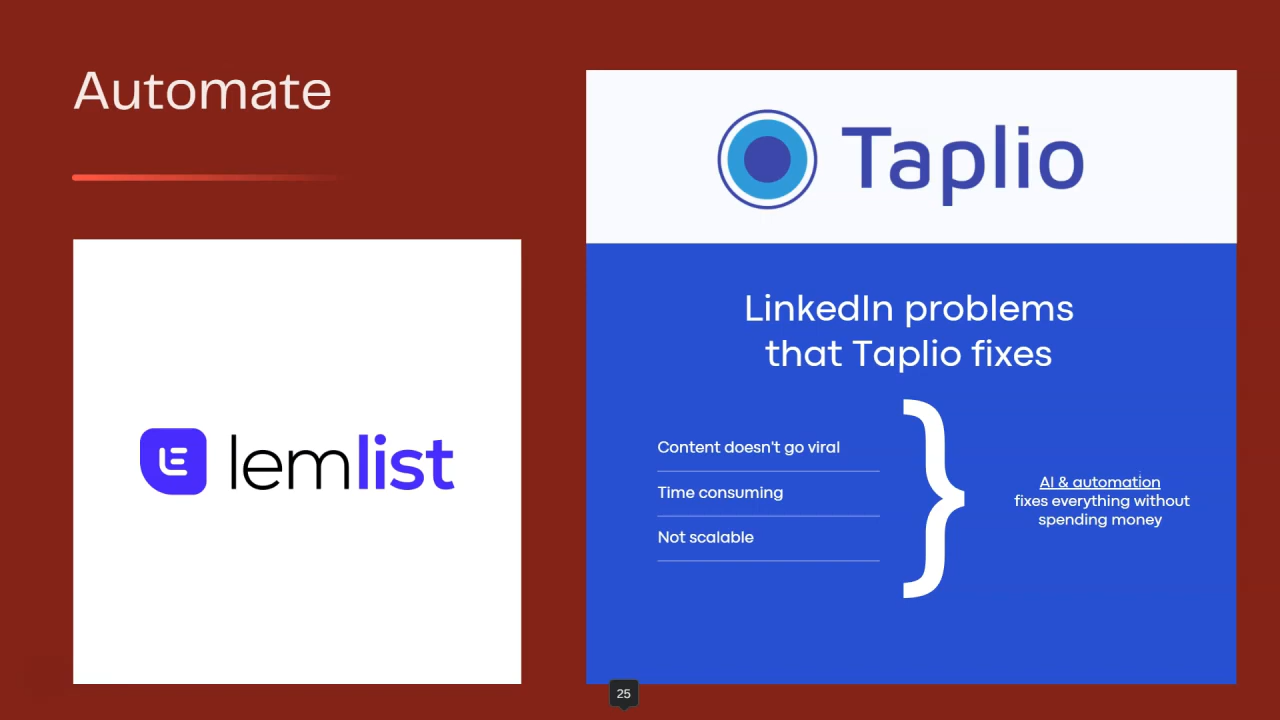 Automate
lemlist
Taplio
LinkedIn problems
that Taplio fixes
Content doesn't go viral
Time consuming
Not scalable
}
AI & automation
fixes everything without
spending money
25